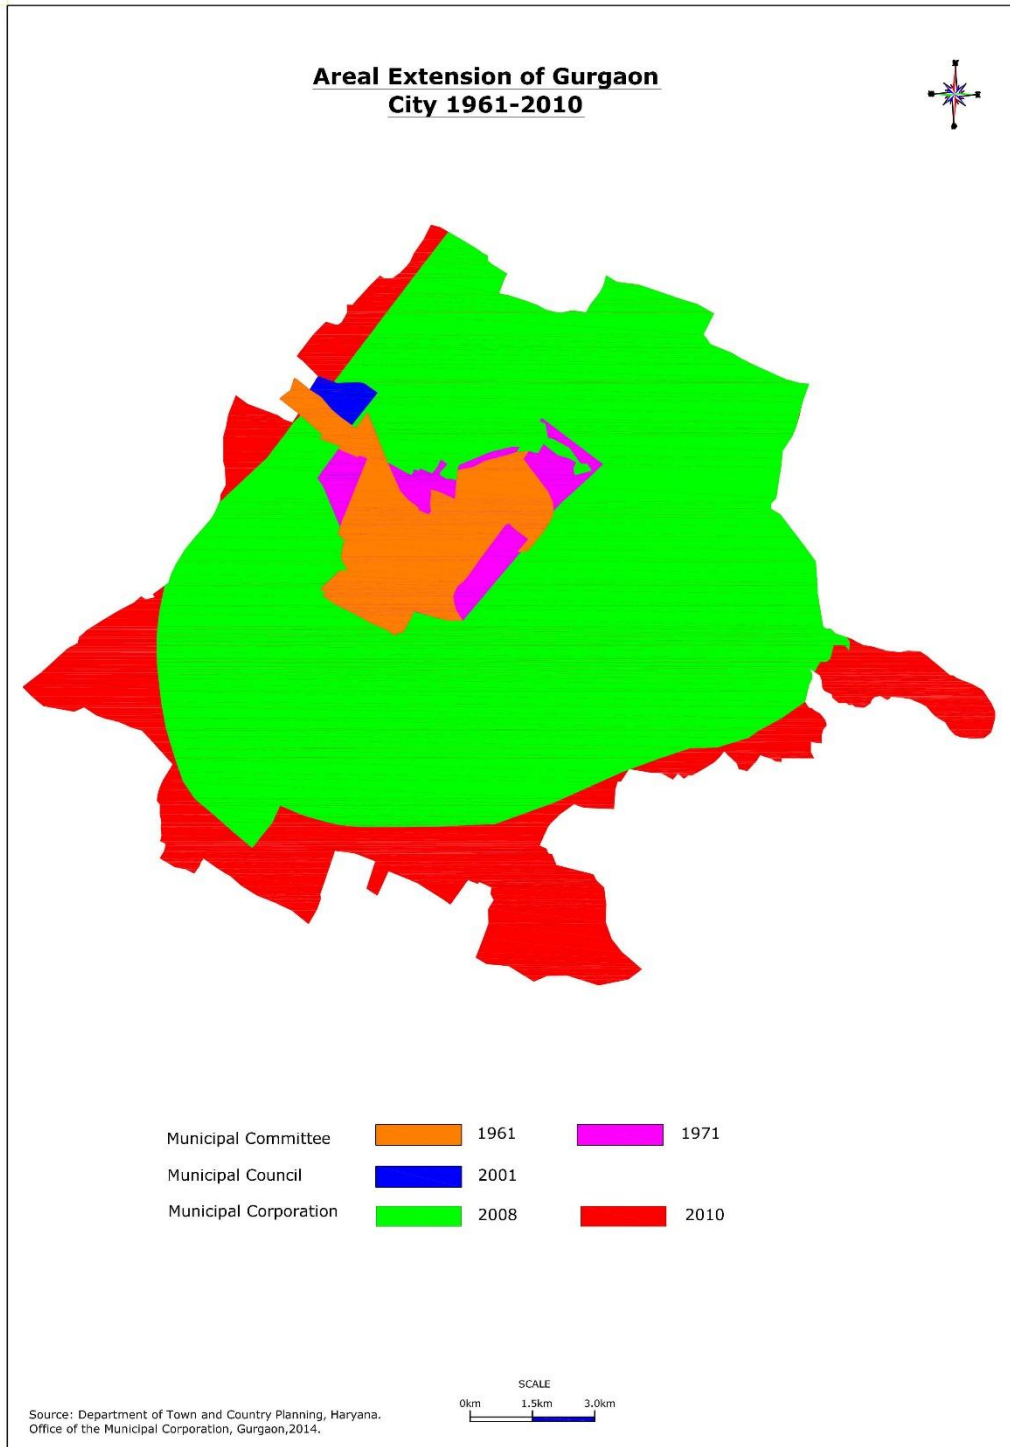 Areal Extension of Gurgaon
City 1961-2010
Municipal Committee 1961 1971
Municipal Council 2001
Municipal Corporation 2008 2010
SCALE
0km 1.5km 3.0km
Source: Department of Town and Country Planning, Haryana.
Office of the Municipal Corporation, Gurgaon,2014.